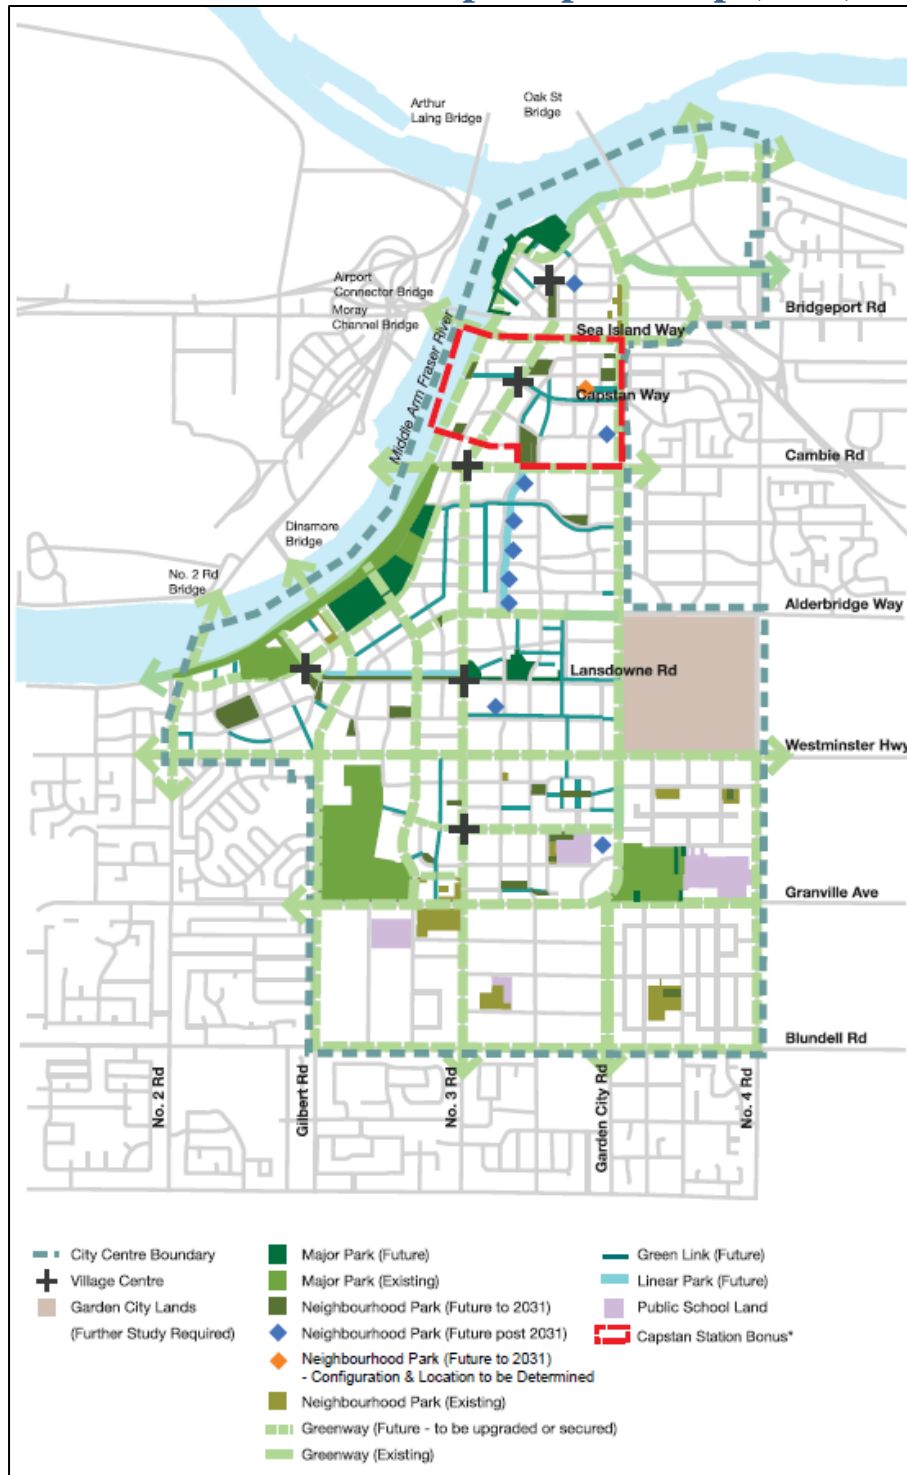 Arthur
Laing Bridge
Oak St
Bridge
Airport
Connector Bridge
Moray
Channel Bridge
Bridgeport Rd
Sea Island Way
Middle Arm Fraser River
Capstan Way
Cambie Rd
Dinsmore
Bridge
No. 2 Rd
Bridge
Alderbridge Way
Lansdowne Rd
Westminster Hwy
Granville Ave
Blundell Rd
No. 2 Rd
Gilbert Rd
No. 3 Rd
Garden City Rd
No. 4 Rd
City Centre Boundary
Village Centre
Garden City Lands
(Further Study Required)
Major Park (Future)
Major Park (Existing)
Neighbourhood Park (Future to 2031)
Neighbourhood Park (Future post 2031)
Neighbourhood Park (Future to 2031)
- Configuration & Location to be Determined
Neighbourhood Park (Existing)
Greenway (Future - to be upgraded or secured)
Greenway (Existing)
Green Link (Future)
Linear Park (Future)
Public School Land
Capstan Station Bonus*